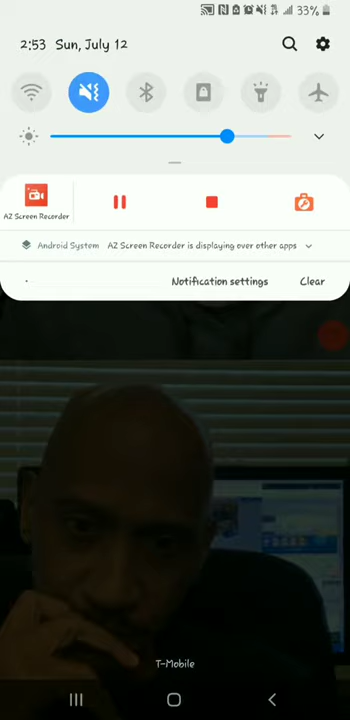 33%
2:53 Sun, July 12
AZ Screen Recorder
Android System AZ Screen Recorder is displaying over other apps
Notification settings Clear
T-Mobile